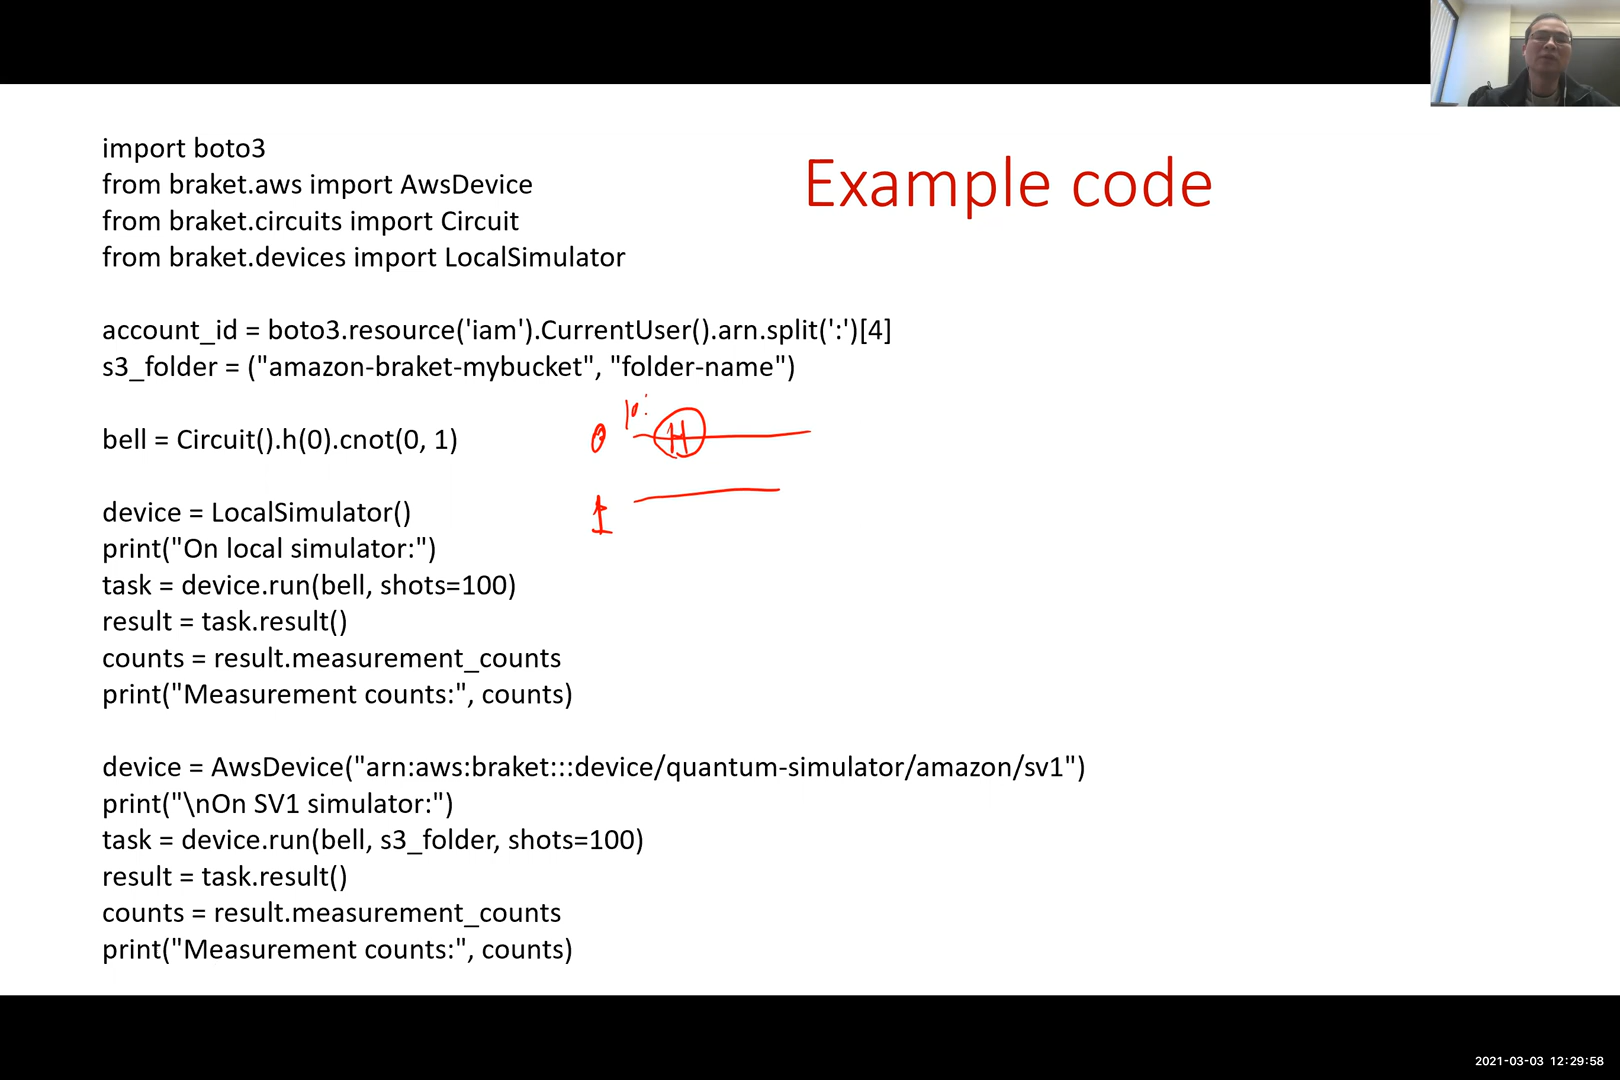 Example code
import boto3
from braket.aws import AwsDevice
from braket.circuits import Circuit
from braket.devices import LocalSimulator
account_id = boto3.resource('iam').CurrentUser().arn.split(':')[4]
s3_folder = ("amazon-braket-mybucket", "folder-name")
bell = Circuit().h(0).cnot(0, 1)
0 H
1
device = LocalSimulator()
print("On local simulator:")
task = device.run(bell, shots=100)
result = task.result()
counts = result.measurement_counts
print("Measurement counts:", counts)
device = AwsDevice("arn:aws:braket:::device/quantum-simulator/amazon/sv1")
print("\nOn SV1 simulator:")
task = device.run(bell, s3_folder, shots=100)
result = task.result()
counts = result.measurement_counts
print("Measurement counts:", counts)
2021-03-03 12:29:58